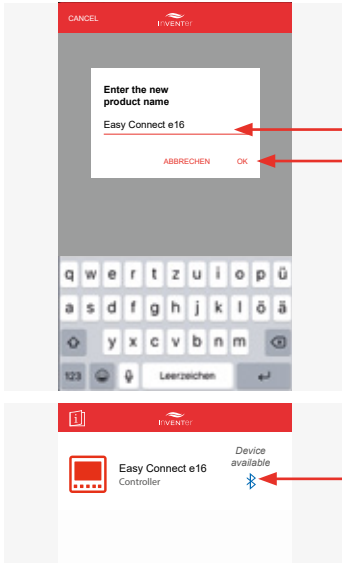 CANCEL
InVENTer
Enter the new
product name
Easy Connect e16
ABBRECHEN OK
q w e r t z u i o p ü
a s d f g h j k l ö ä
y x c v b n m
123 Leerzeichen
InVENTer
Device
available
Easy Connect e16
Controller